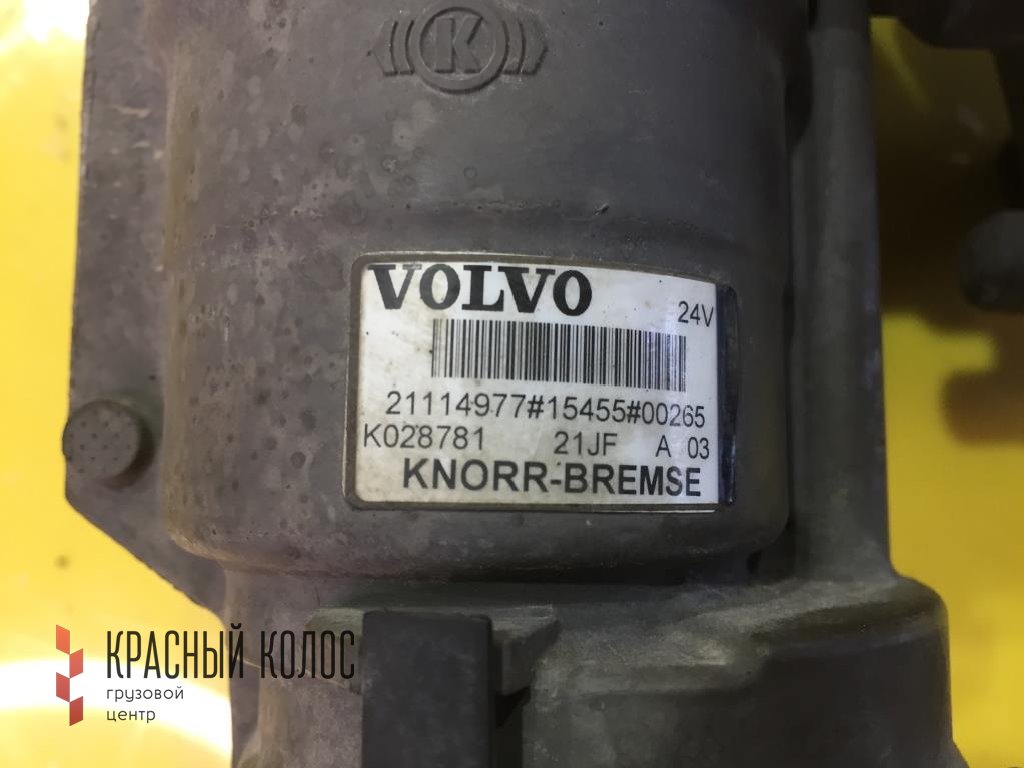 K
VOLVO
24V
21114977#15455#00265
K028781 21JF A 03
KNORR-BREMSE
КРАСНЫЙ КОЛОС
грузовой
центр